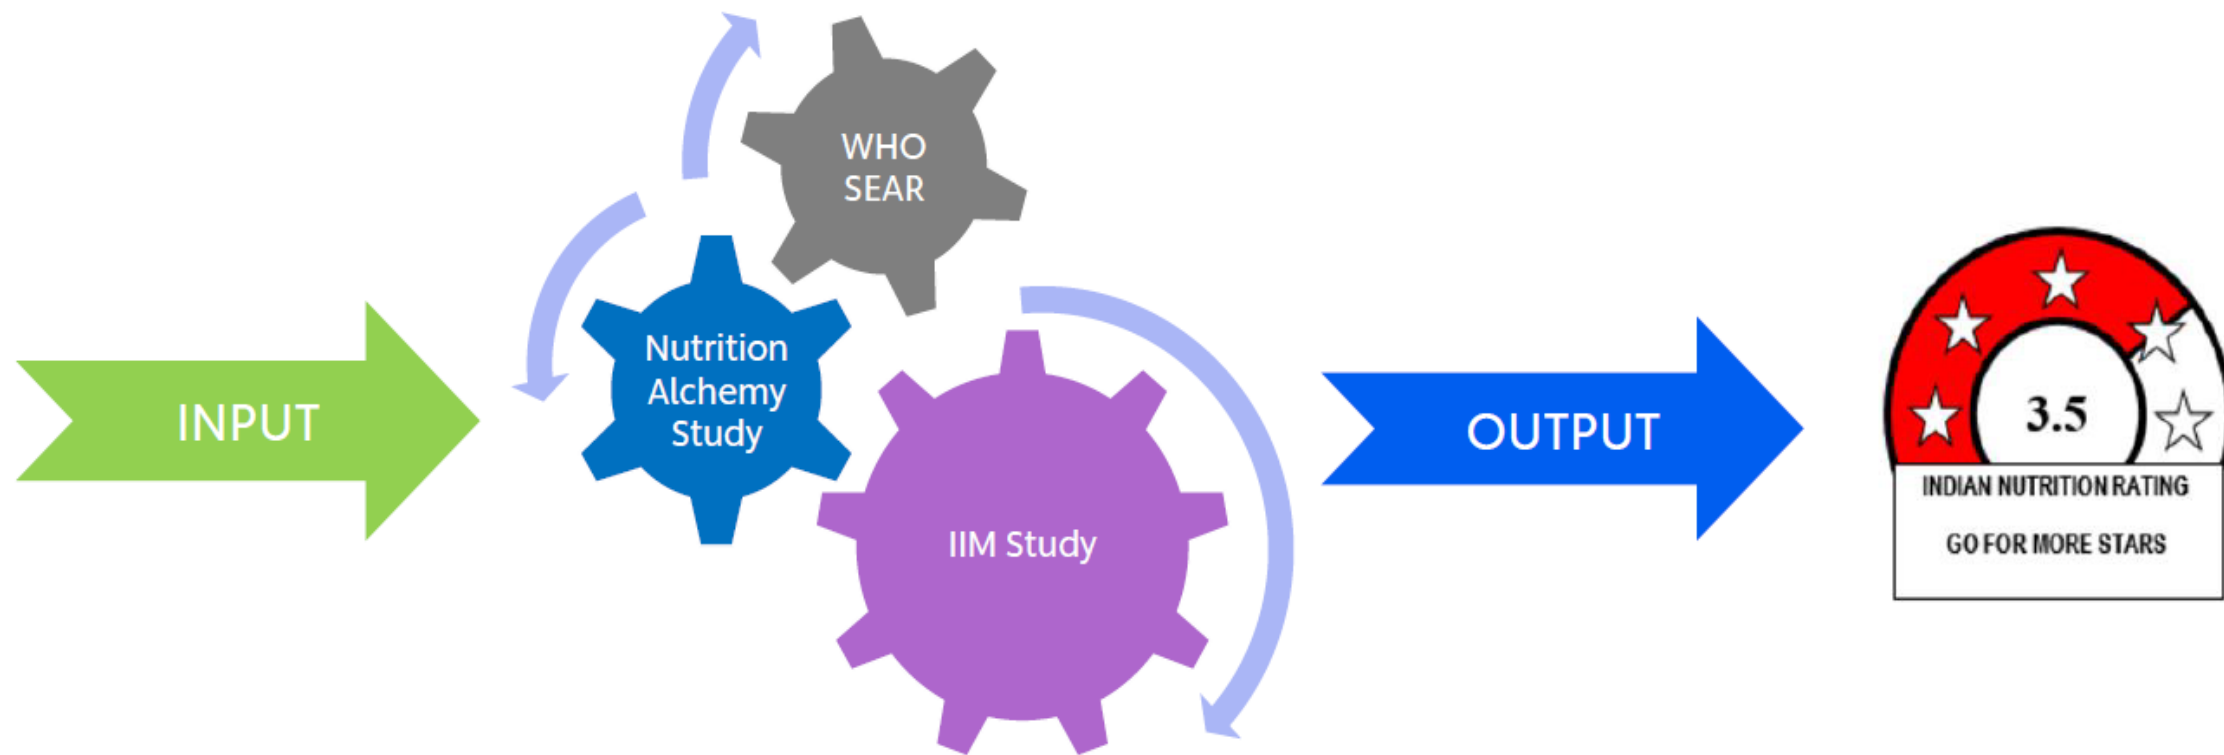 INPUT
WHO
SEAR
Nutrition
Alchemy
Study
IIM Study
OUTPUT
3.5
INDIAN NUTRITION RATING
GO FOR MORE STARS